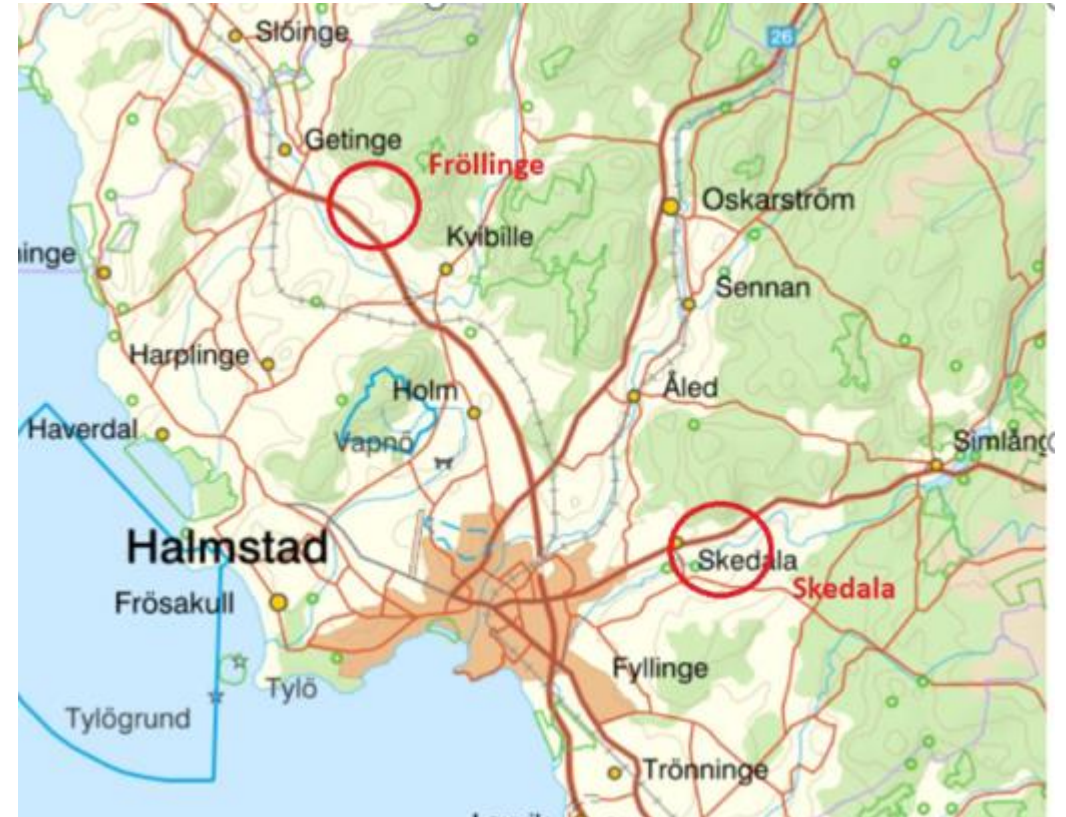 Slöinge
26
Getinge
Fröllinge
Oskarström
Kvibille
inge
Sennan
Harplinge
Holm
Åled
Haverdal
Vapnö
Simlång
Halmstad
Skedala
Skedala
Frösakull
Fyllinge
Tylö
Tylögrund
Trönninge